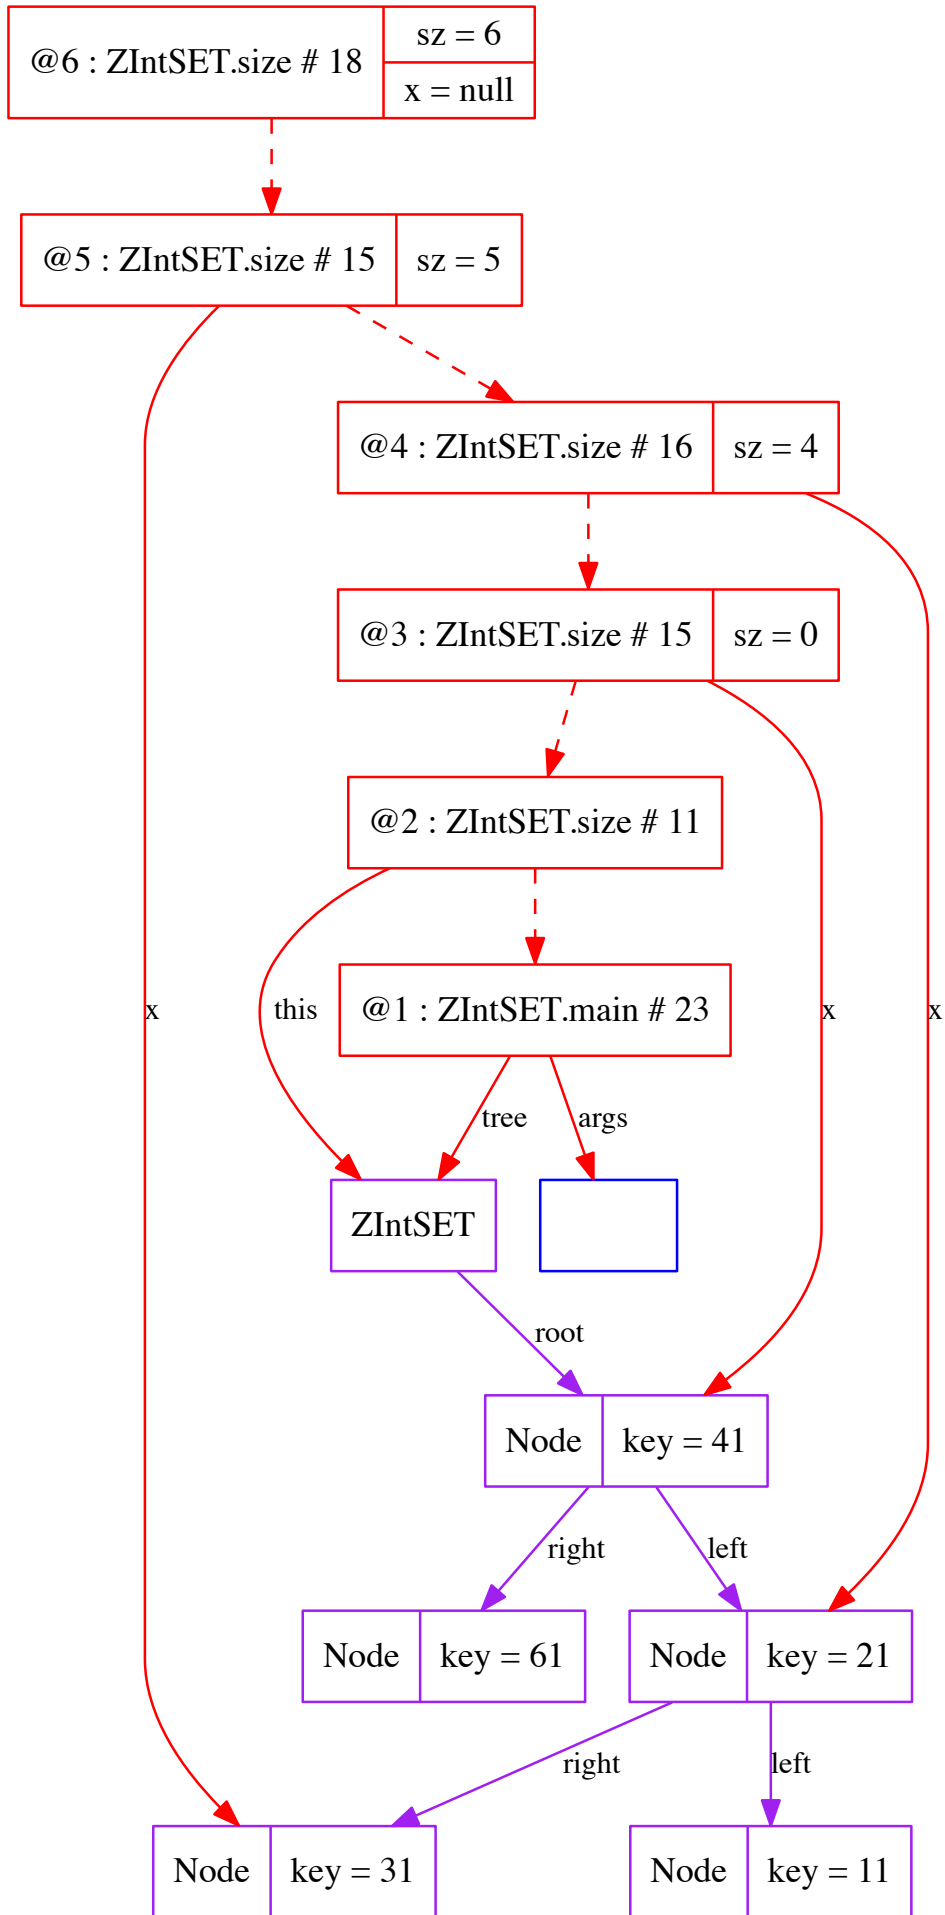 @6 : ZIntSET.size # 18
sz = 6
x = null
@5 : ZIntSET.size # 15
sz = 5
@4 : ZIntSET.size # 16
sz = 4
@3 : ZIntSET.size # 15
sz = 0
@2 : ZIntSET.size # 11
x
this
@1 : ZIntSET.main # 23
x
x
tree
args
ZIntSET
root
Node
key = 41
right
left
Node
key = 61
Node
key = 21
right
left
Node
key = 31
Node
key = 11